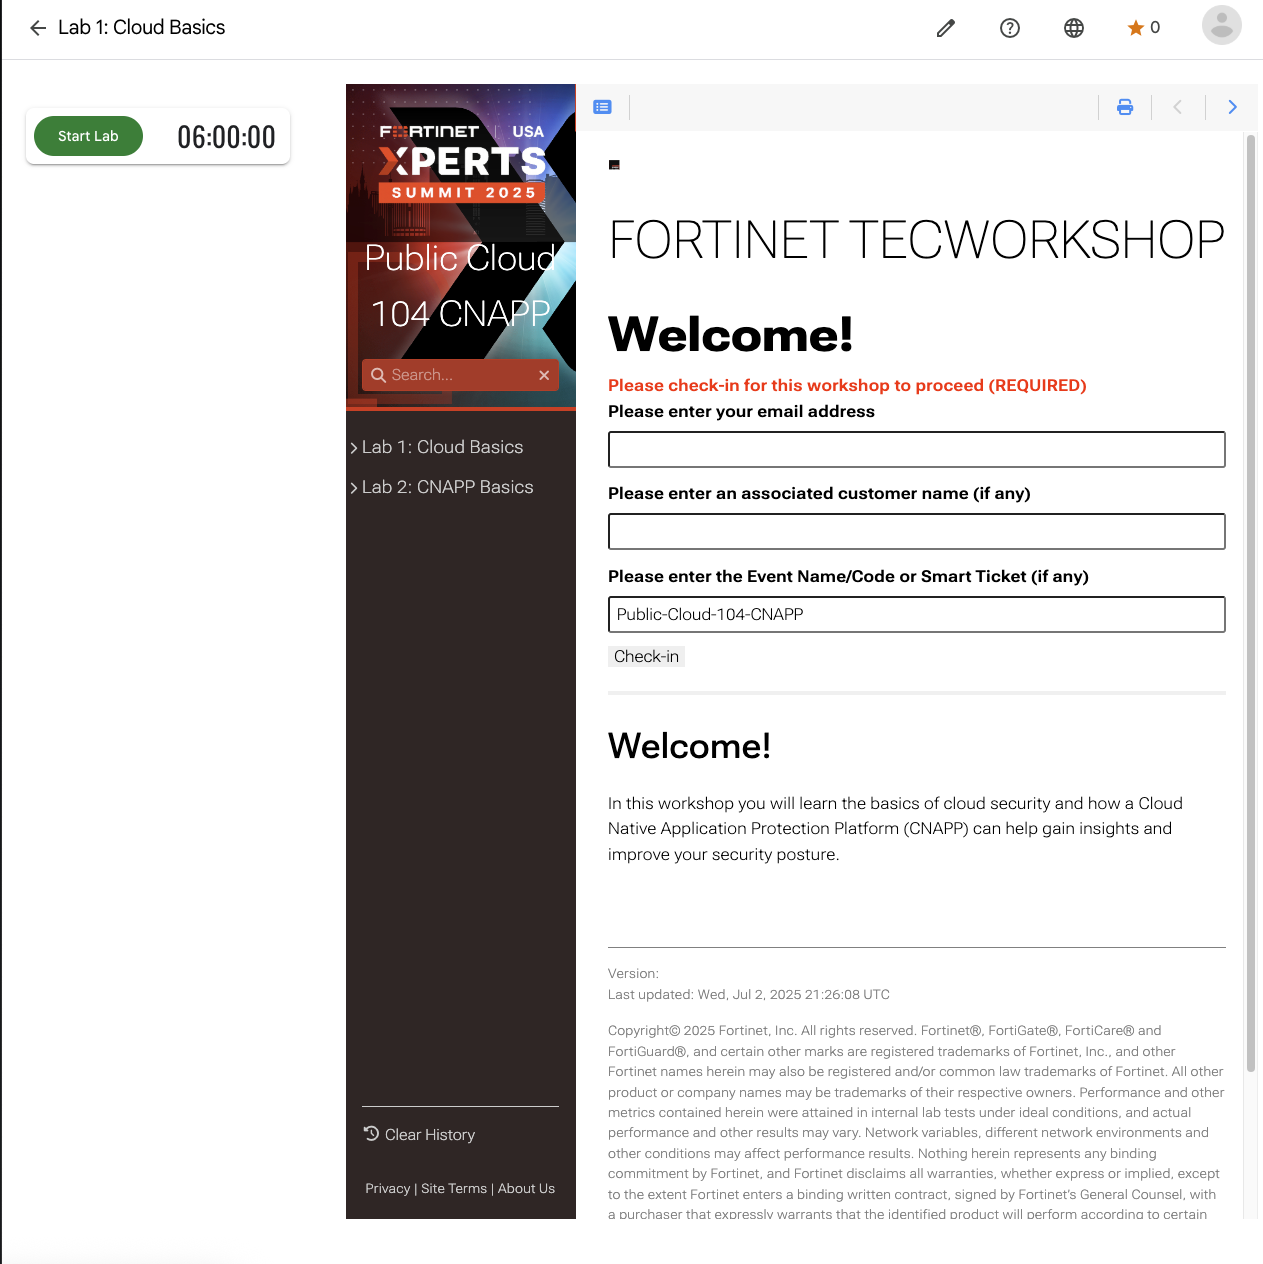 Lab 1: Cloud Basics
0
Start Lab
06:00:00
FORTINET | USA
XPERTS
SUMMIT 2025
Public Cloud
104 CNAPP
Search...
Lab 1: Cloud Basics
Lab 2: CNAPP Basics
Clear History
Privacy | Site Terms | About Us
FORTINET TECWORKSHOP
Welcome!
Please check-in for this workshop to proceed (REQUIRED)
Please enter your email address
Please enter an associated customer name (if any)
Please enter the Event Name/Code or Smart Ticket (if any)
Public-Cloud-104-CNAPP
Check-in
Welcome!
In this workshop you will learn the basics of cloud security and how a Cloud
Native Application Protection Platform (CNAPP) can help gain insights and
improve your security posture.
Version:
Last updated: Wed, Jul 2, 2025 21:26:08 UTC
Copyright© 2025 Fortinet, Inc. All rights reserved. Fortinet®, FortiGate®, FortiCare® and
FortiGuard®, and certain other marks are registered trademarks of Fortinet, Inc., and other
Fortinet names herein may also be registered and/or common law trademarks of Fortinet. All other
product or company names may be trademarks of their respective owners. Performance and other
metrics contained herein were attained in internal lab tests under ideal conditions, and actual
performance and other results may vary. Network variables, different network environments and
other conditions may affect performance results. Nothing herein represents any binding
commitment by Fortinet, and Fortinet disclaims all warranties, whether express or implied, except
to the extent Fortinet enters a binding written contract, signed by Fortinet's General Counsel, with
a purchaser that expressly warrants that the identified product will perform according to certain